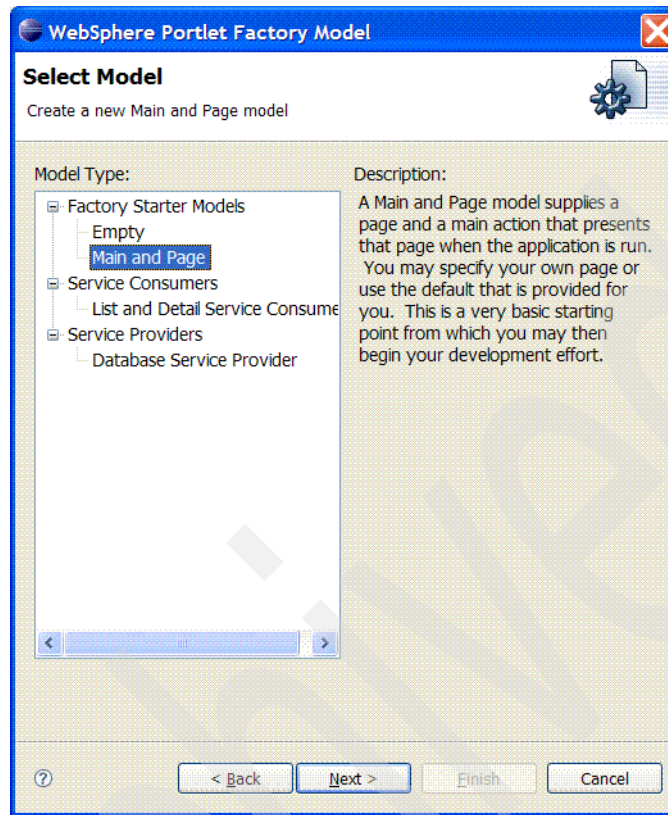 WebSphere Portlet Factory Model
Select Model
Create a new Main and Page model
Model Type:
Factory Starter Models
Empty
Main and Page
Service Consumers
List and Detail Service Consume
Service Providers
Database Service Provider
Description:
A Main and Page model supplies a
page and a main action that presents
that page when the application is run.
You may specify your own page or
use the default that is provided for
you. This is a very basic starting
point from which you may then
begin your development effort.
< Back
Next >
Finish
Cancel